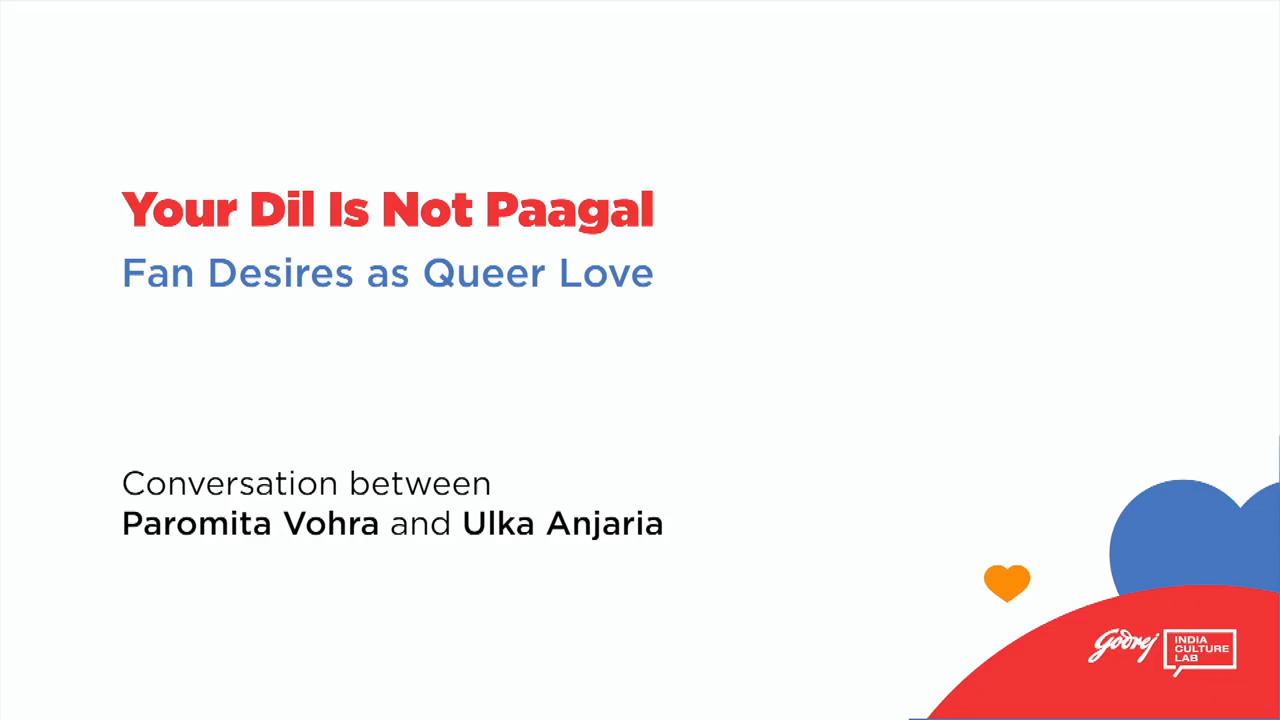 Your Dil Is Not Paagal
Fan Desires as Queer Love
Conversation between
Paromita Vohra and Ulka Anjaria
Godrej
INDIA
CULTURE
LAB